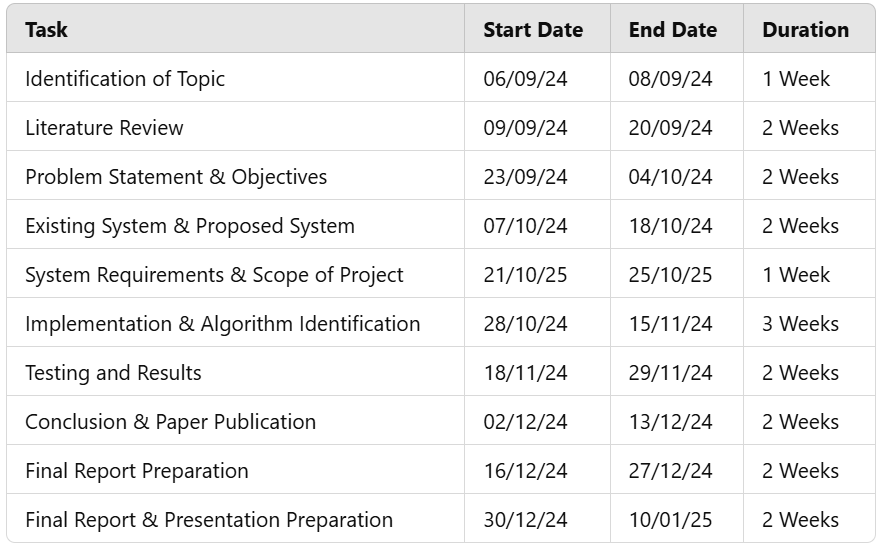 Task Start Date End Date Duration
Identification of Topic 06/09/24 08/09/24 1 Week
Literature Review 09/09/24 20/09/24 2 Weeks
Problem Statement & Objectives 23/09/24 04/10/24 2 Weeks
Existing System & Proposed System 07/10/24 18/10/24 2 Weeks
System Requirements & Scope of Project 21/10/25 25/10/25 1 Week
Implementation & Algorithm Identification 28/10/24 15/11/24 3 Weeks
Testing and Results 18/11/24 29/11/24 2 Weeks
Conclusion & Paper Publication 02/12/24 13/12/24 2 Weeks
Final Report Preparation 16/12/24 27/12/24 2 Weeks
Final Report & Presentation Preparation 30/12/24 10/01/25 2 Weeks